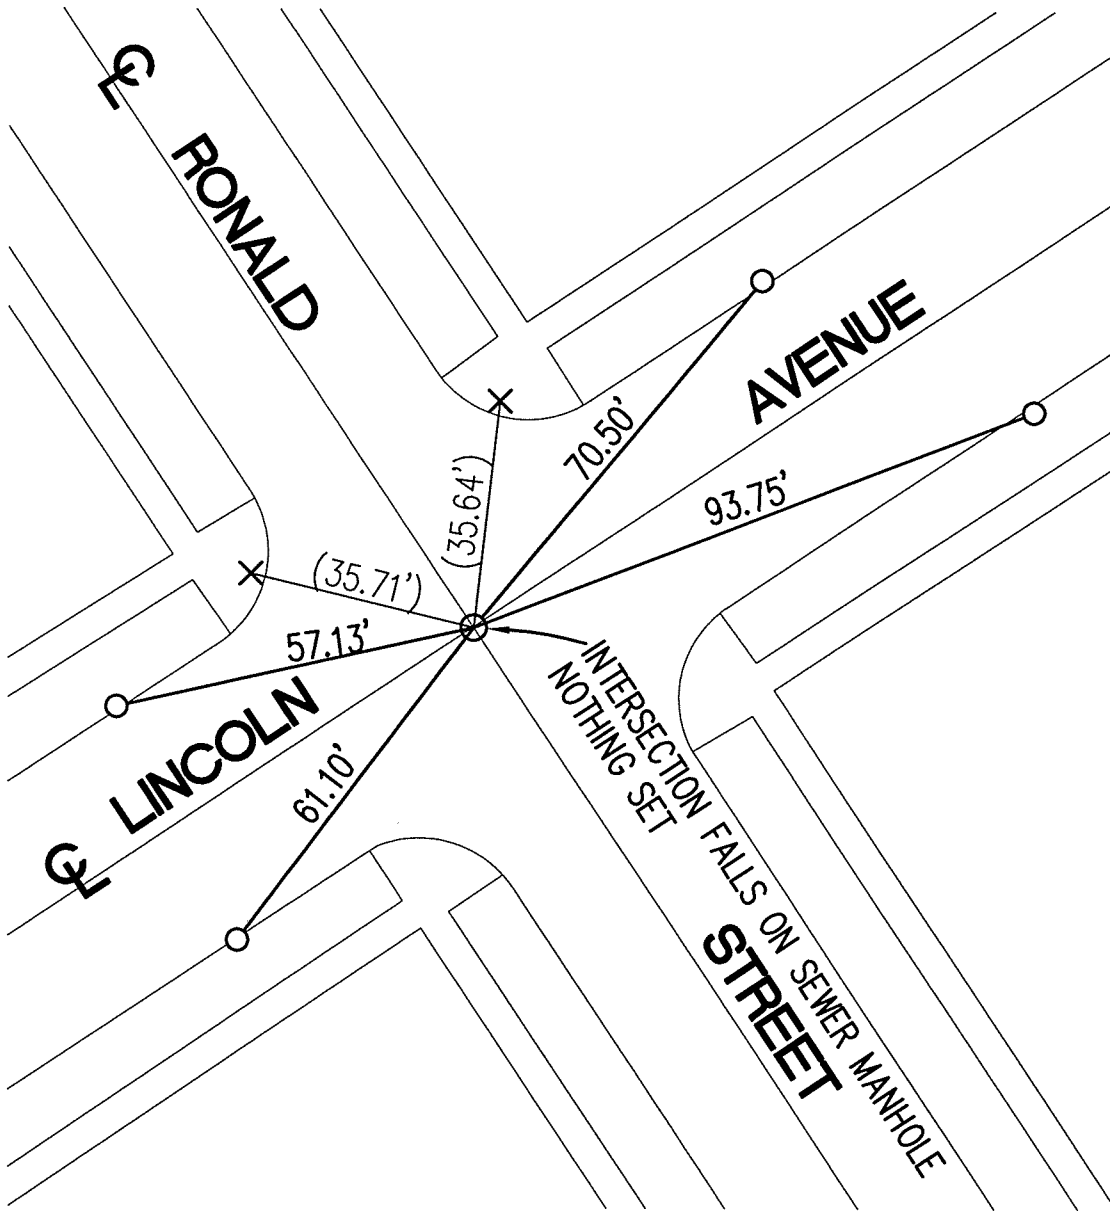 ℄
RONALD
AVENUE
70.50'
(35.64')
93.75'
(35.71')
57.13'
LINCOLN
61.10'
℄
INTERSECTION FALLS ON SEWER MANHOLE
NOTHING SET
STREET